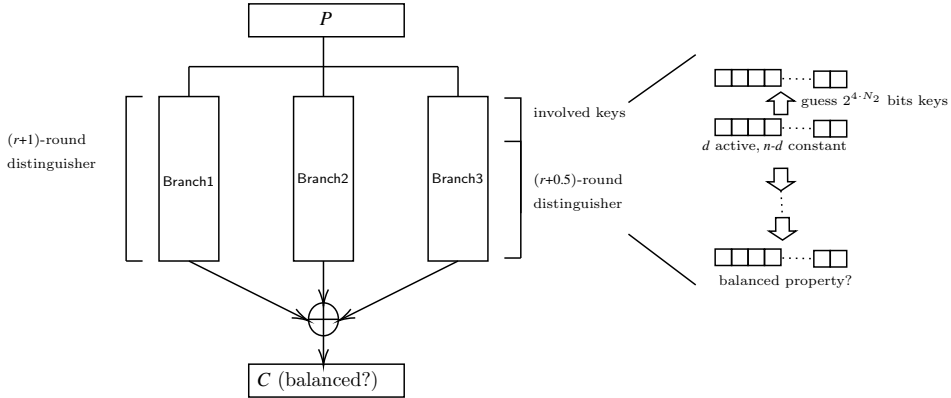 P
(r+1)-round
distinguisher
Branch1
Branch2
Branch3
involved keys
(r+0.5)-round
distinguisher
C (balanced?)
guess 2^{4·N_2} bits keys
d active, n-d constant
balanced property?